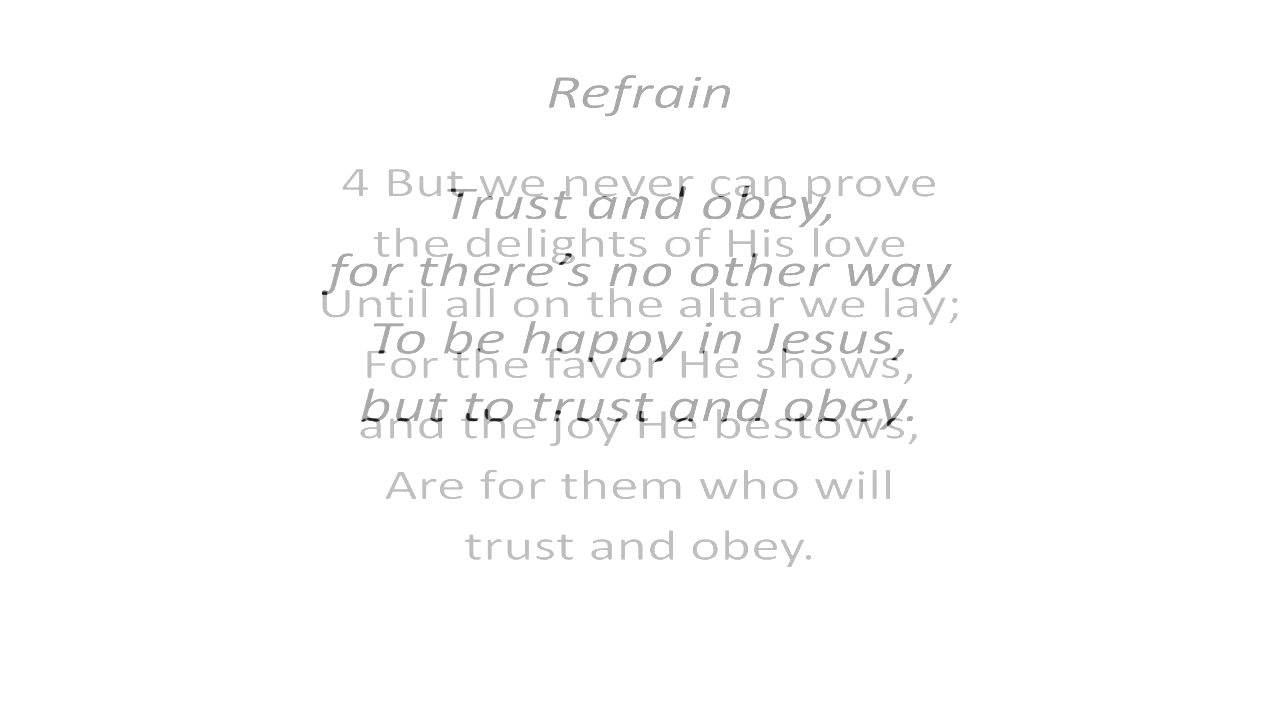 Refrain
4 But we never can prove
Trust and obey,
the delights of His love
for there's no other way
Until all on the altar we lay;
To be happy in Jesus,
For the favor He shows,
but to trust and obey.
and the joy He bestows,
Are for them who will
trust and obey.